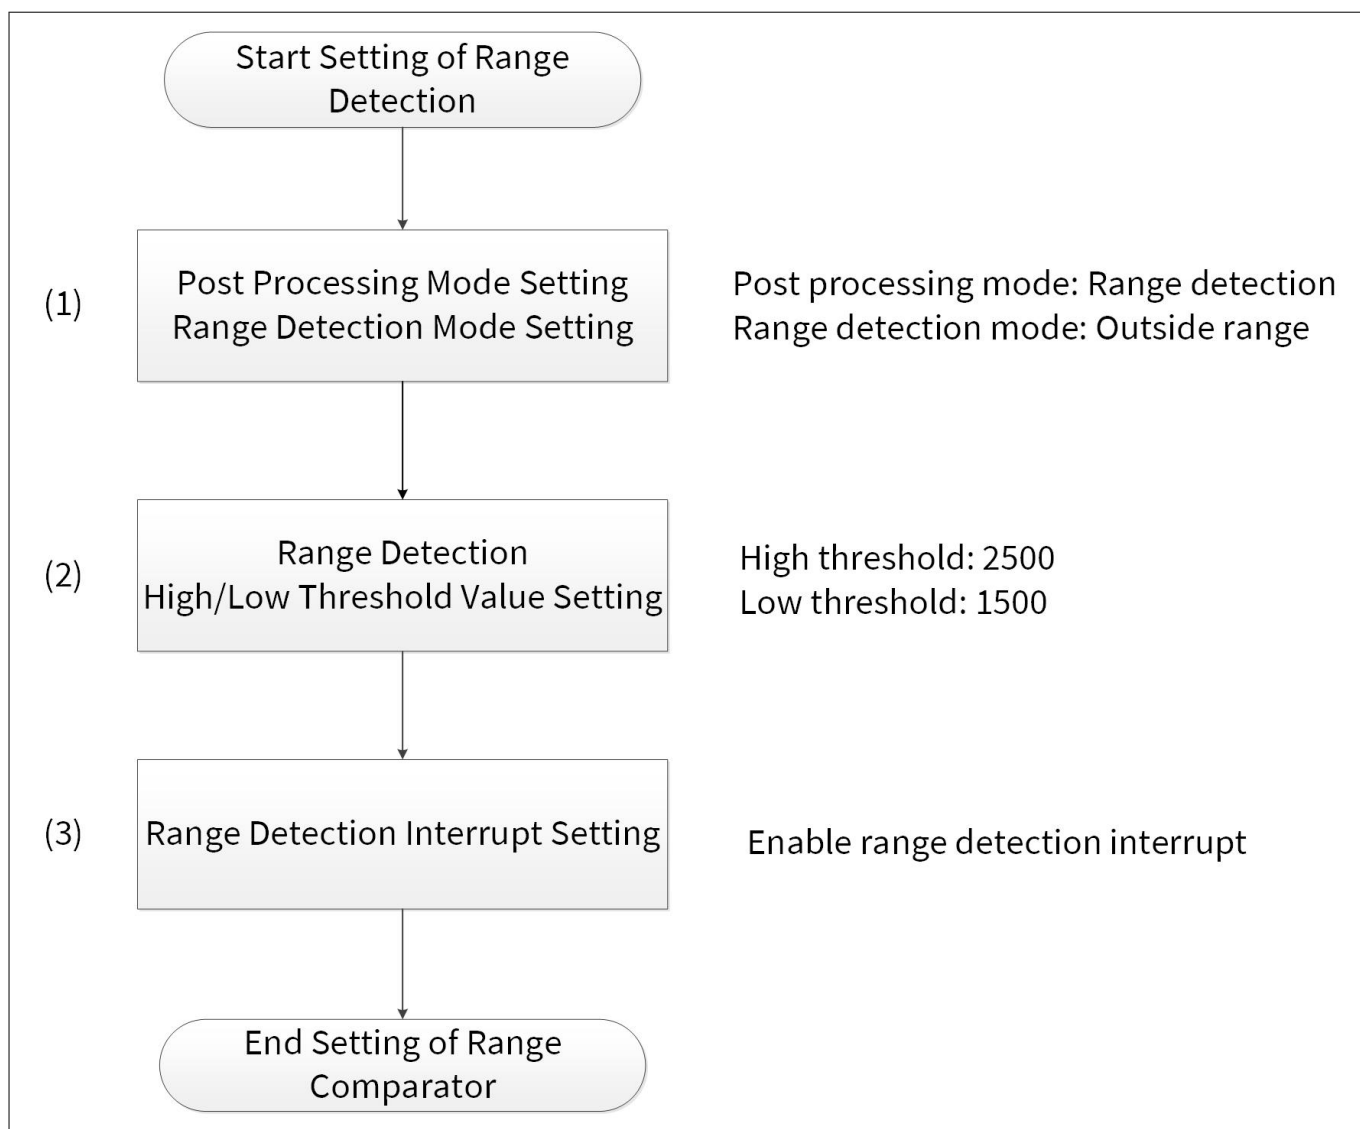 Start Setting of Range
Detection
(1)
Post Processing Mode Setting
Range Detection Mode Setting
Post processing mode: Range detection
Range detection mode: Outside range
(2)
Range Detection
High/Low Threshold Value Setting
High threshold: 2500
Low threshold: 1500
(3)
Range Detection Interrupt Setting
Enable range detection interrupt
End Setting of Range
Comparator